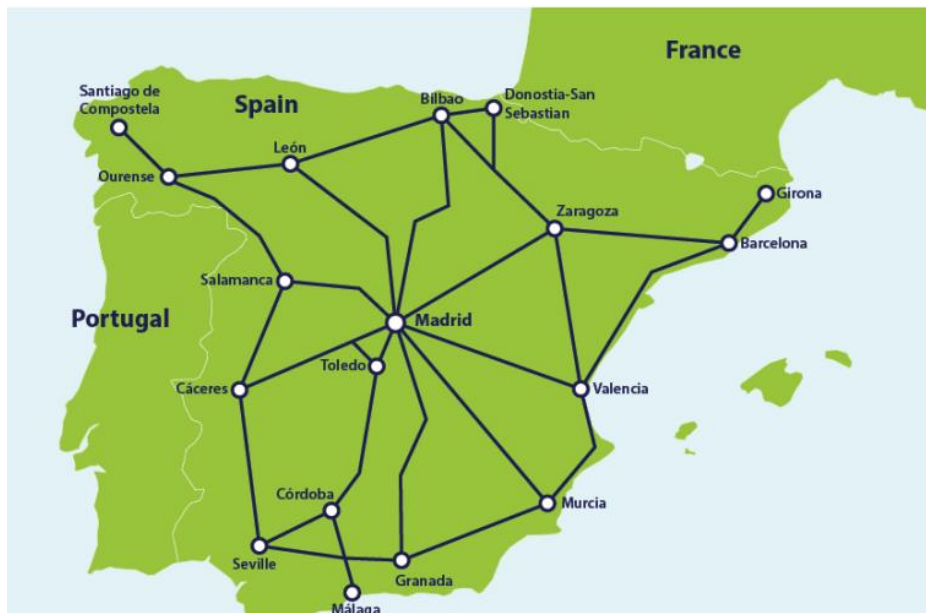 France
Spain
Santiago de
Compostela
Bilbao
Donostia-San
Sebastian
León
Ourense
Girona
Zaragoza
Barcelona
Salamanca
Portugal
Madrid
Toledo
Cáceres
Valencia
Córdoba
Murcia
Seville
Granada
Málaga